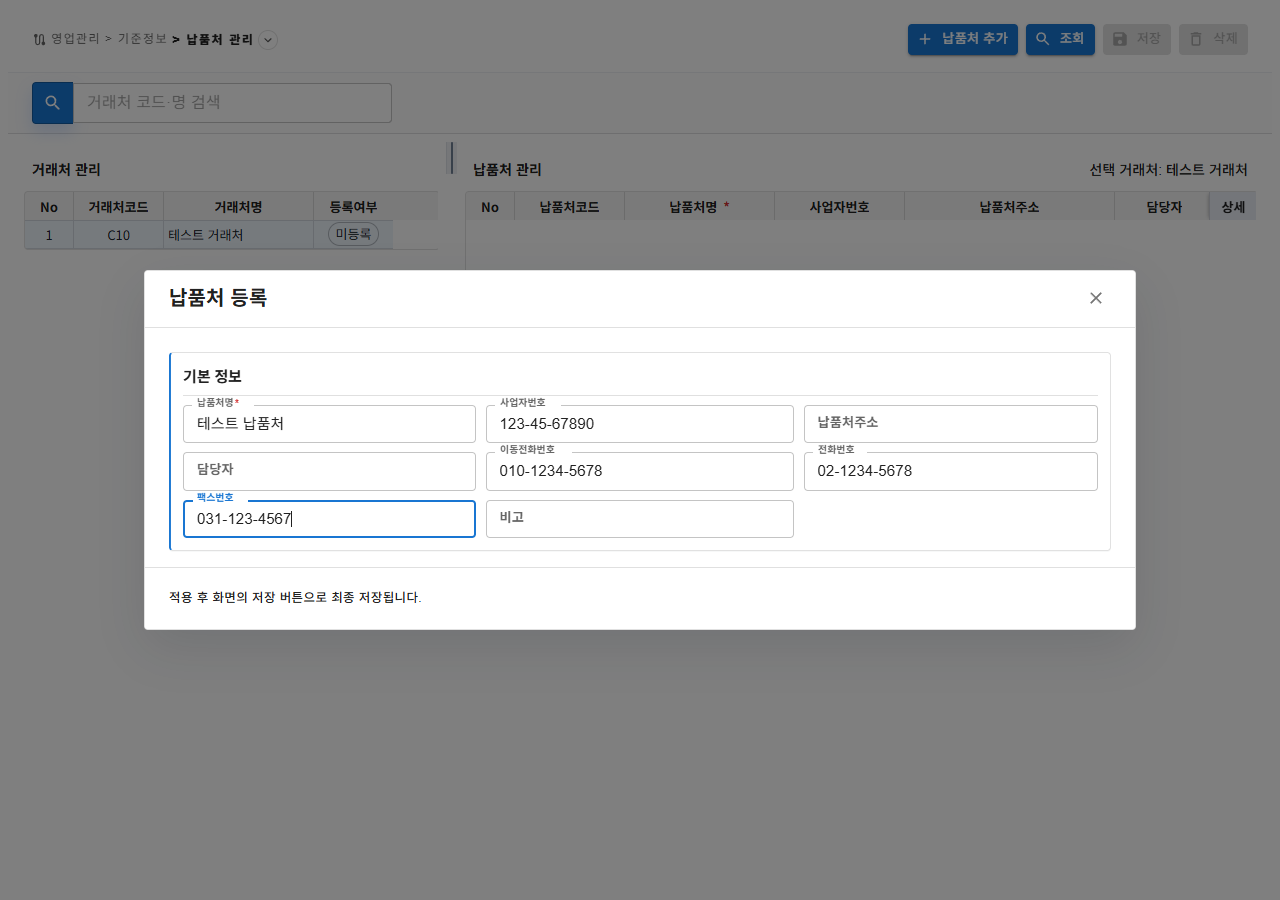 영업관리 > 기준정보 > 납품처 관리
납품처 추가
조회
저장
삭제
거래처 코드·명 검색
거래처 관리
No 거래처코드 거래처명 등록여부
1 C10 테스트 거래처 미등록
납품처 관리
선택 거래처: 테스트 거래처
No 납품처코드 납품처명 * 사업자번호 납품처주소 담당자 상세
납품처 등록
기본 정보
납품처명* 사업자번호
테스트 납품처 123-45-67890 납품처주소
이동전화번호 전화번호
담당자 010-1234-5678 02-1234-5678
팩스번호
031-123-4567 비고
적용 후 화면의 저장 버튼으로 최종 저장됩니다.